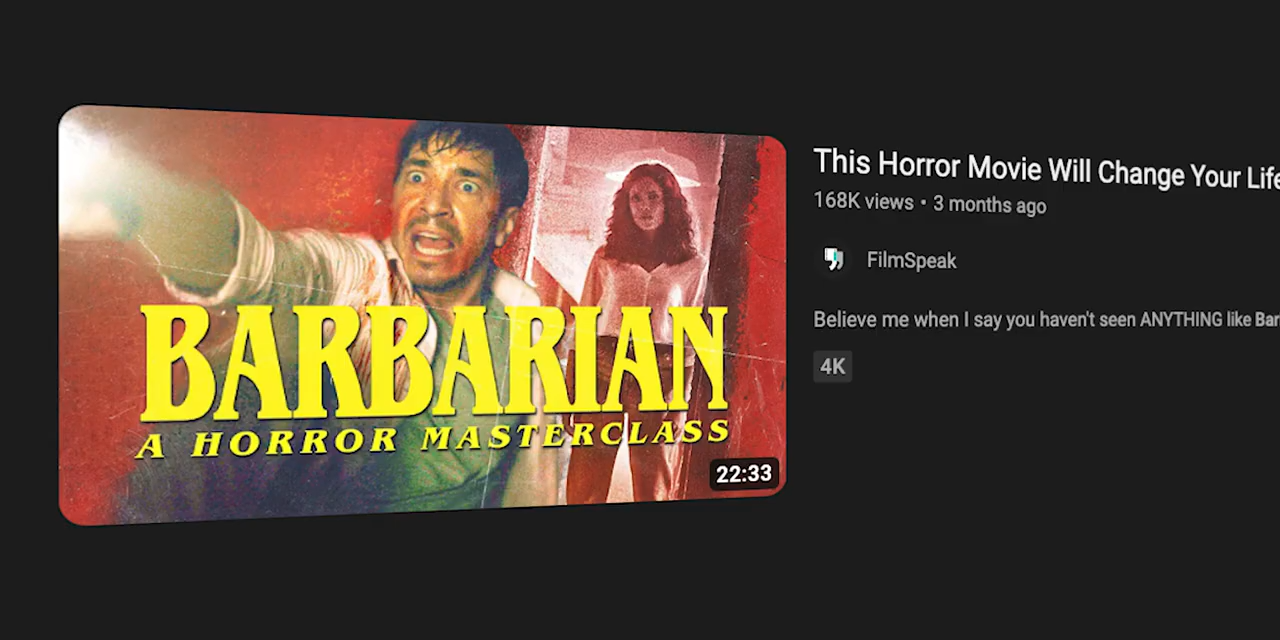 BARBARIAN
A HORROR MASTERCLASS
22:33
This Horror Movie Will Change Your Life
168K views • 3 months ago
FilmSpeak
Believe me when I say you haven't seen ANYTHING like Bar
4K